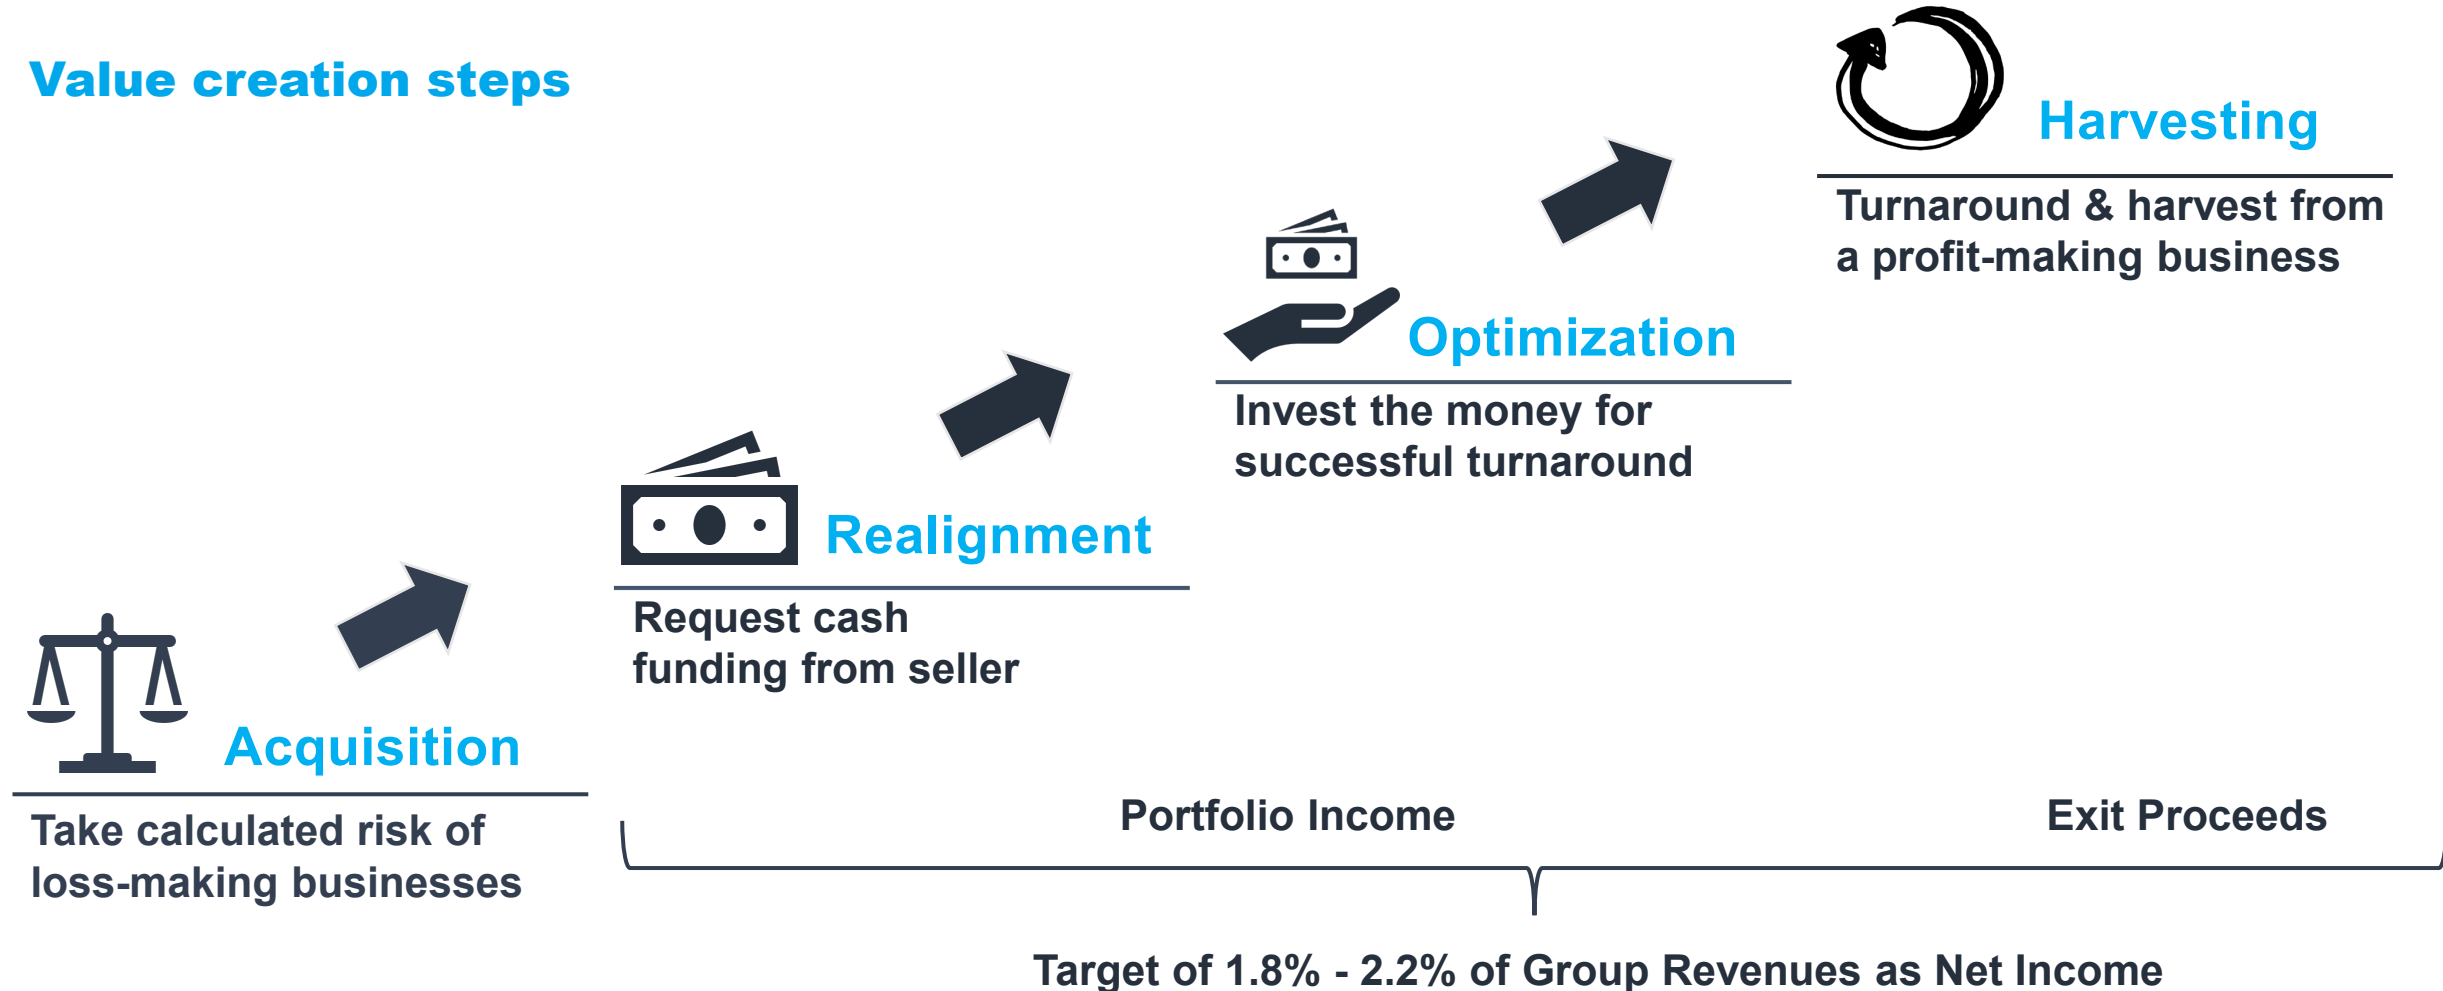 Value creation steps
Harvesting
Turnaround & harvest from
a profit-making business
Optimization
Invest the money for
successful turnaround
Realignment
Request cash
funding from seller
Acquisition
Take calculated risk of
loss-making businesses
Portfolio Income
Exit Proceeds
Target of 1.8% - 2.2% of Group Revenues as Net Income